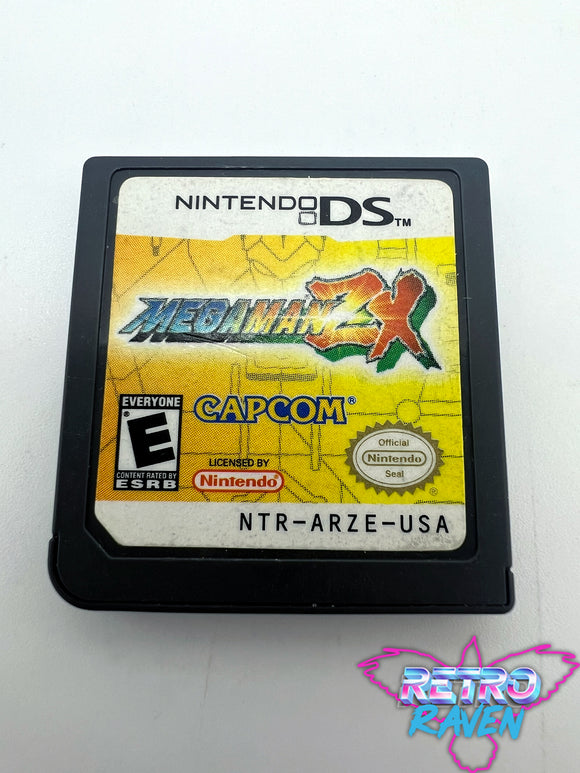 NINTENDO DS™
MEGAMAN ZX
EVERYONE
®
E
CONTENT RATED BY
ESRB
CAPCOM®
LICENSED BY
Nintendo®
Official
Nintendo
Seal
®
NTR-ARZE-USA
RETRO
RAVEN